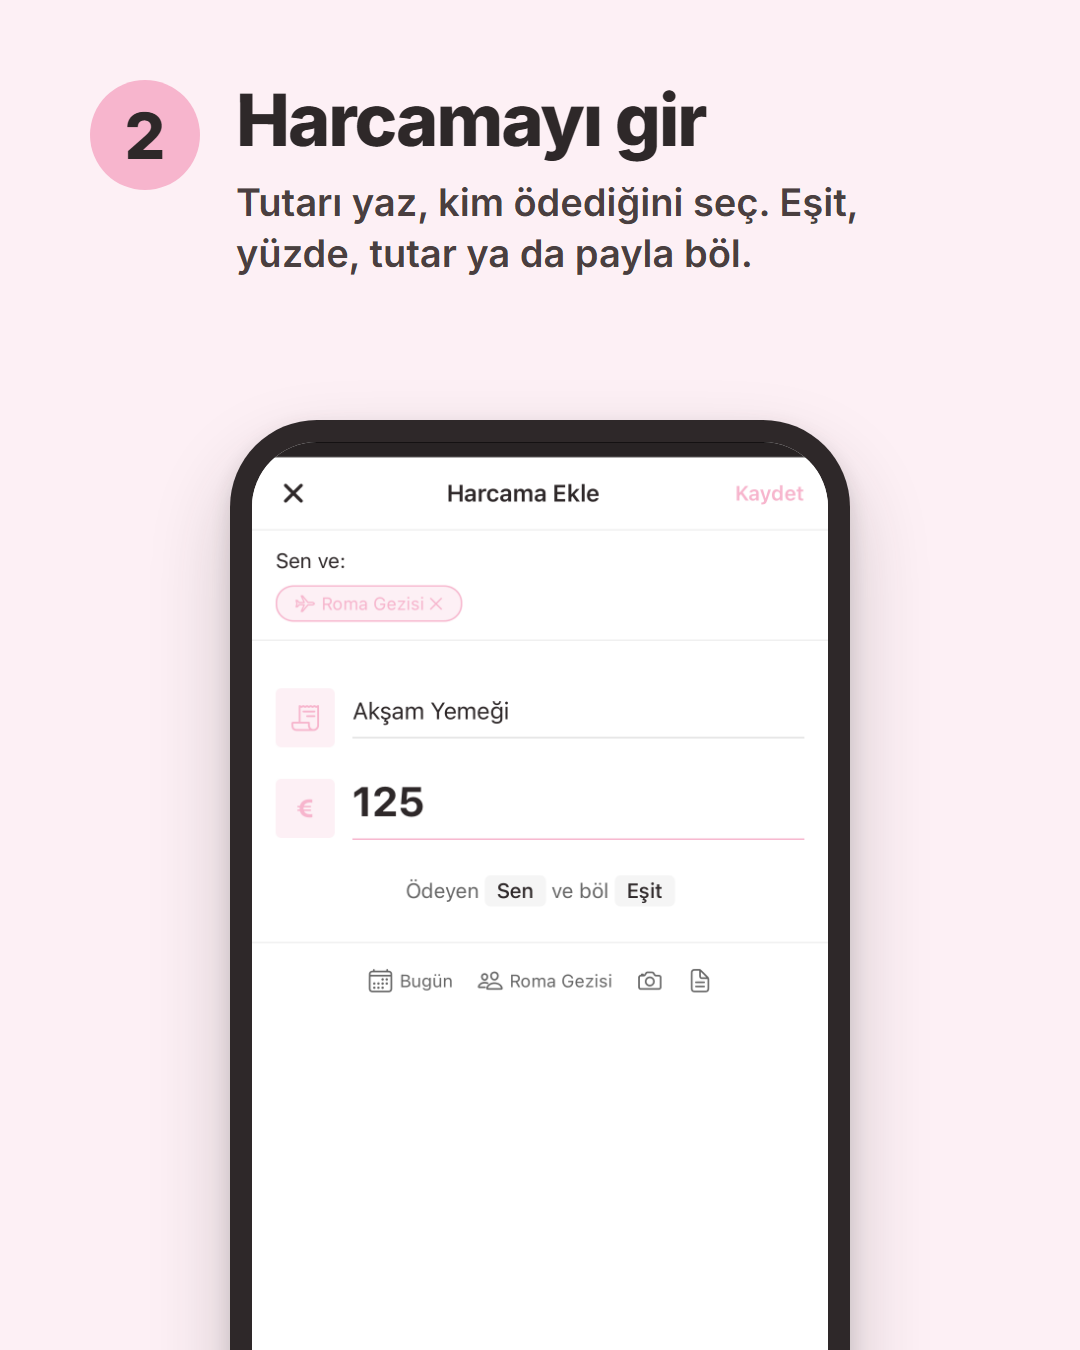 2
Harcamayı gir
Tutarı yaz, kim ödediğini seç. Eşit,
yüzde, tutar ya da payla böl.
Harcama Ekle
Kaydet
Sen ve:
Roma Gezisi
Akşam Yemeği
€
125
Ödeyen Sen ve böl Eşit
Bugün Roma Gezisi